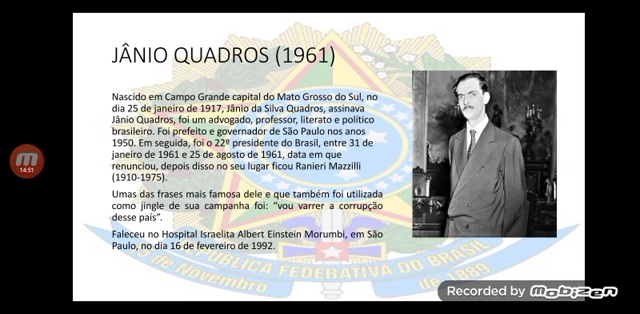 JÂNIO QUADROS (1961)
Nascido em Campo Grande capital do Mato Grosso do Sul, no
dia 25 de janeiro de 1917, Jânio da Silva Quadros, assinava
Jânio Quadros, foi um advogado, professor, literato e político
brasileiro. Foi prefeito e governador de São Paulo nos anos
1950. Em seguida, foi o 22º presidente do Brasil, entre 31 de
janeiro de 1961 e 25 de agosto de 1961, data em que
renunciou, depois disso no seu lugar ficou Ranieri Mazzilli
(1910-1975).
Umas das frases mais famosa dele e que também foi utilizada
como jingle de sua campanha foi: “vou varrer a corrupção
desse país”.
Faleceu no Hospital Israelita Albert Einstein Morumbi, em São
Paulo, no dia 16 de fevereiro de 1992.
REPÚBLICA FEDERATIVA DO BRASIL
de Novembro de 1889
14:51
Recorded by Mobizen